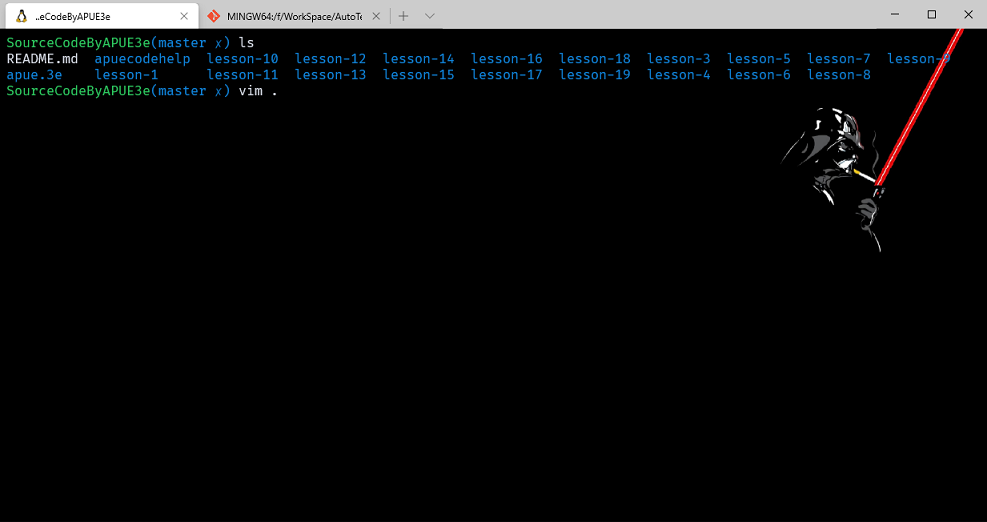 ..eCodeByAPUE3e MINGW64:/f/WorkSpace/AutoTe
SourceCodeByAPUE3e(master x) ls
README.md apuecodehelp lesson-10 lesson-12 lesson-14 lesson-16 lesson-18 lesson-3 lesson-5 lesson-7 lesson-9
apue.3e lesson-1 lesson-11 lesson-13 lesson-15 lesson-17 lesson-19 lesson-4 lesson-6 lesson-8
SourceCodeByAPUE3e(master x) vim .